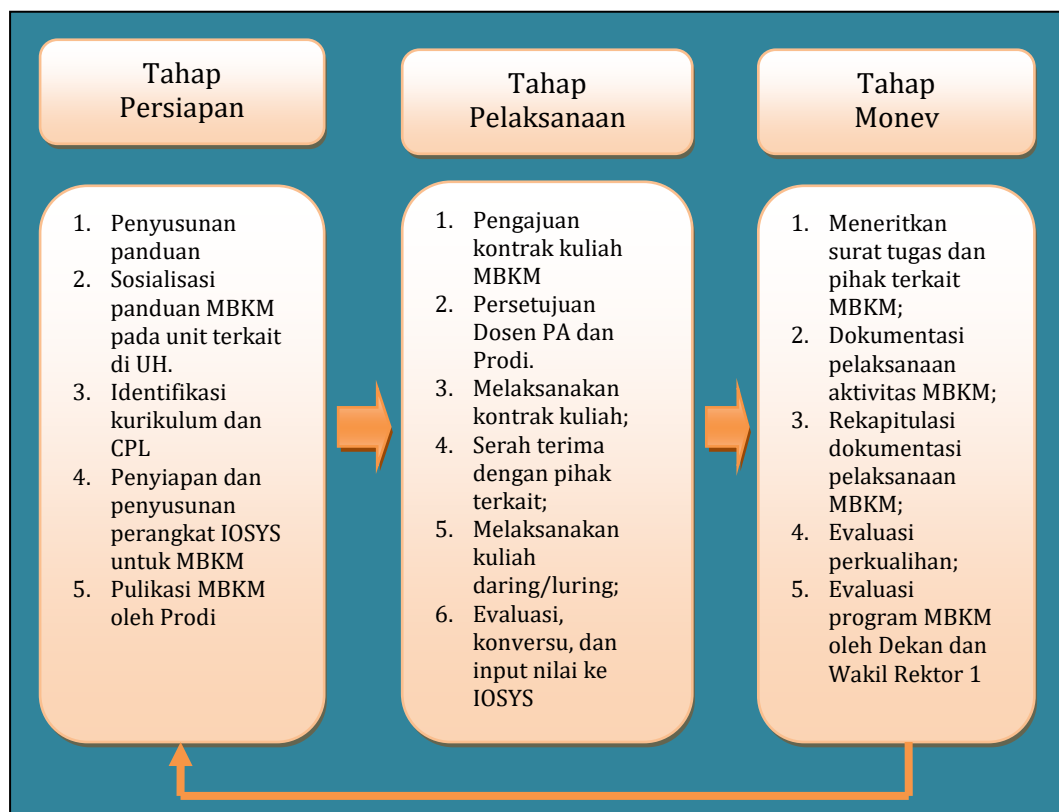 Tahap
Persiapan
Tahap
Pelaksanaan
Tahap
Monev
1. Penyusunan
panduan
2. Sosialisasi
panduan MBKM
pada unit terkait
di UH.
3. Identifikasi
kurikulum dan
CPL
4. Penyiapan dan
penyusunan
perangkat IOSYS
untuk MBKM
5. Pulikasi MBKM
oleh Prodi
1. Pengajuan
kontrak kuliah
MBKM
2. Persetujuan
Dosen PA dan
Prodi.
3. Melaksanakan
kontrak kuliah;
4. Serah terima
dengan pihak
terkait;
5. Melaksanakan
kuliah
daring/luring;
6. Evaluasi,
konversu, dan
input nilai ke
IOSYS
1. Meneritkan
surat tugas dan
pihak terkait
MBKM;
2. Dokumentasi
pelaksanaan
aktivitas MBKM;
3. Rekapitulasi
dokumentasi
pelaksanaan
MBKM;
4. Evaluasi
perkualihan;
5. Evaluasi
program MBKM
oleh Dekan dan
Wakil Rektor 1